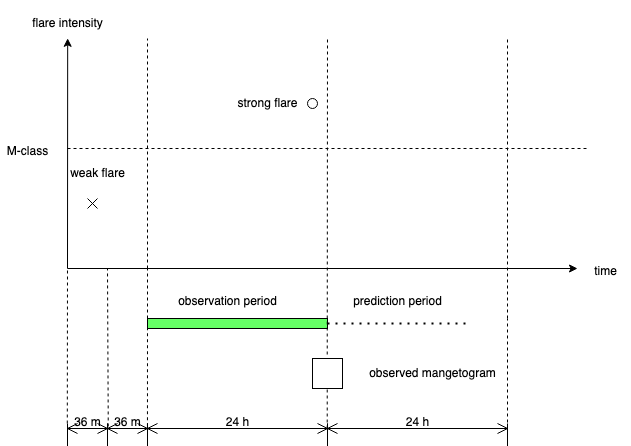 flare intensity
strong flare
M-class
weak flare
time
observation period
prediction period
observed mangetogram
36 m
36 m
24 h
24 h